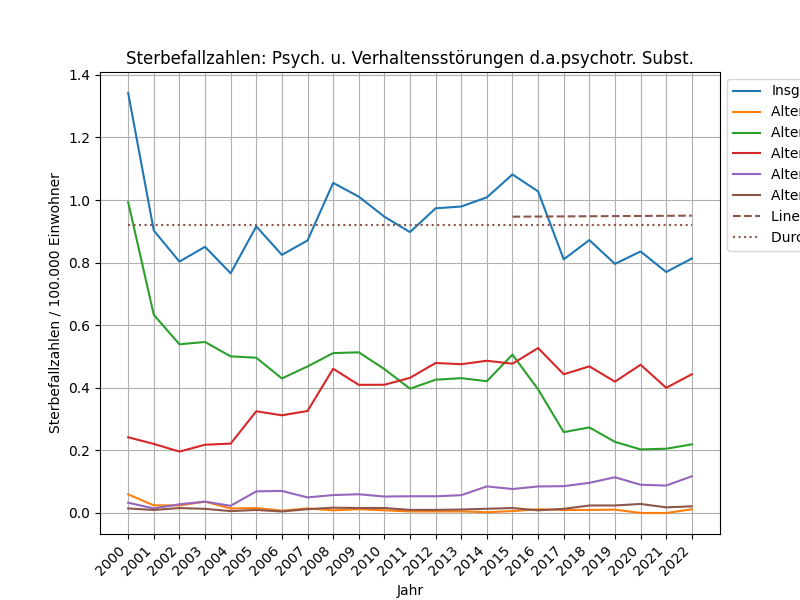 Sterbefallzahlen: Psych. u. Verhaltensstörungen d.a.psychotr. Subst.
1.4
1.2
1.0
0.8
0.6
0.4
0.2
0.0
Sterbefallzahlen / 100.000 Einwohner
2000 2001 2002 2003 2004 2005 2006 2007 2008 2009 2010 2011 2012 2013 2014 2015 2016 2017 2018 2019 2020 2021 2022
Jahr
Insg
Alter
Alter
Alter
Alter
Alter
Line
Durc